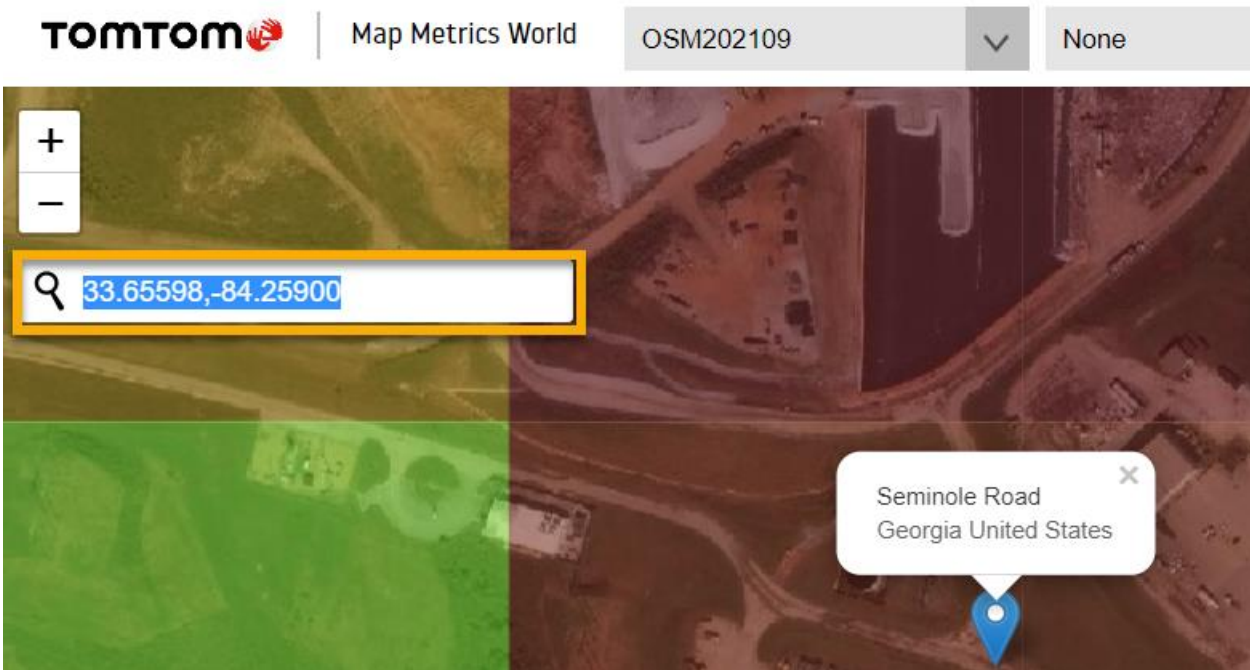 TOMTOM
Map Metrics World
OSM202109
None
+
−
33.65598,-84.25900
Seminole Road
Georgia United States
×